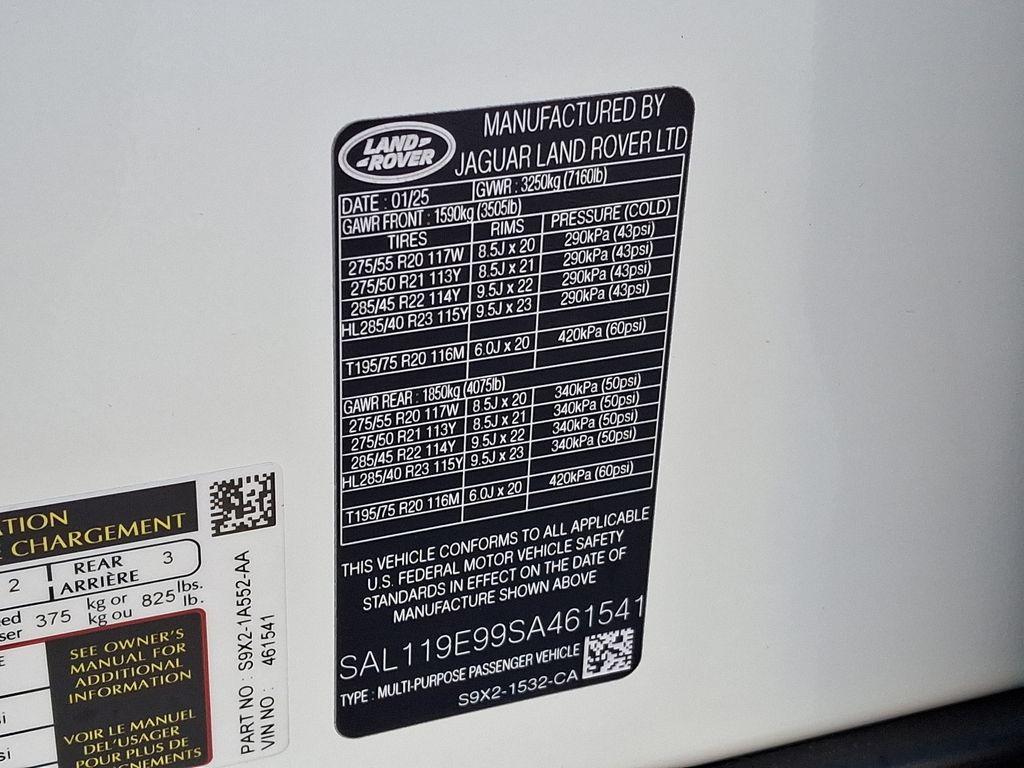 LAND-
-ROVER
MANUFACTURED BY
JAGUAR LAND ROVER LTD
DATE : 01/25 GVWR : 3250kg (7160lb)
GAWR FRONT : 1590kg (3505lb)
TIRES RIMS PRESSURE (COLD)
275/55 R20 117W 8.5J x 20 290kPa (43psi)
275/50 R21 113Y 8.5J x 21 290kPa (43psi)
285/45 R22 114Y 9.5J x 22 290kPa (43psi)
HL285/40 R23 115Y 9.5J x 23 290kPa (43psi)
T195/75 R20 116M 6.0J x 20 420kPa (60psi)
GAWR REAR : 1850kg (4075lb)
275/55 R20 117W 8.5J x 20 340kPa (50psi)
275/50 R21 113Y 8.5J x 21 340kPa (50psi)
285/45 R22 114Y 9.5J x 22 340kPa (50psi)
HL285/40 R23 115Y 9.5J x 23 340kPa (50psi)
T195/75 R20 116M 6.0J x 20 420kPa (60psi)
THIS VEHICLE CONFORMS TO ALL APPLICABLE
U.S. FEDERAL MOTOR VEHICLE SAFETY
STANDARDS IN EFFECT ON THE DATE OF
MANUFACTURE SHOWN ABOVE
SAL119E99SA461541
TYPE : MULTI-PURPOSE PASSENGER VEHICLE
S9X2-1532-CA
CHARGEMENT
2 REAR 3
ARRIÈRE
375 kg or 825 lbs.
kg ou lb.
SEE OWNER'S
MANUAL FOR
ADDITIONAL
INFORMATION
VOIR LE MANUEL
DEL'USAGER
POUR PLUS DE
PART NO : S9X2-1A552-AA
VIN NO : 461541